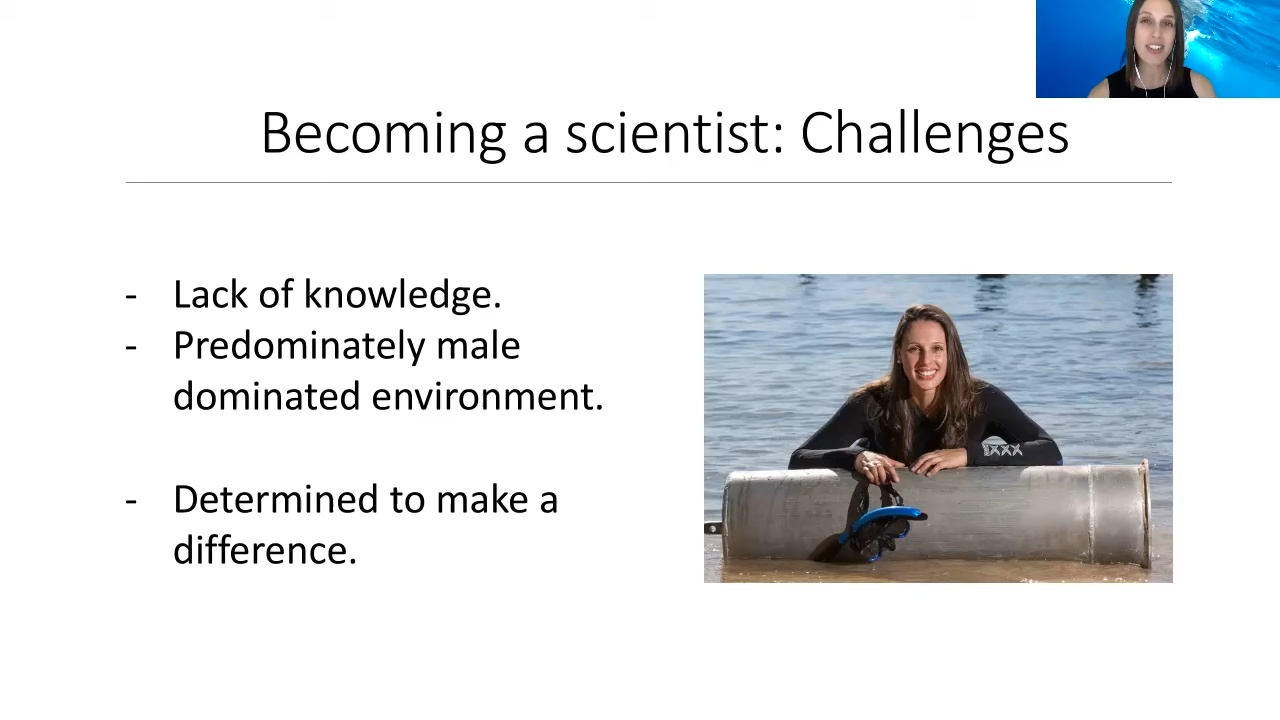 Becoming a scientist: Challenges
- Lack of knowledge.
- Predominately male
dominated environment.
- Determined to make a
difference.